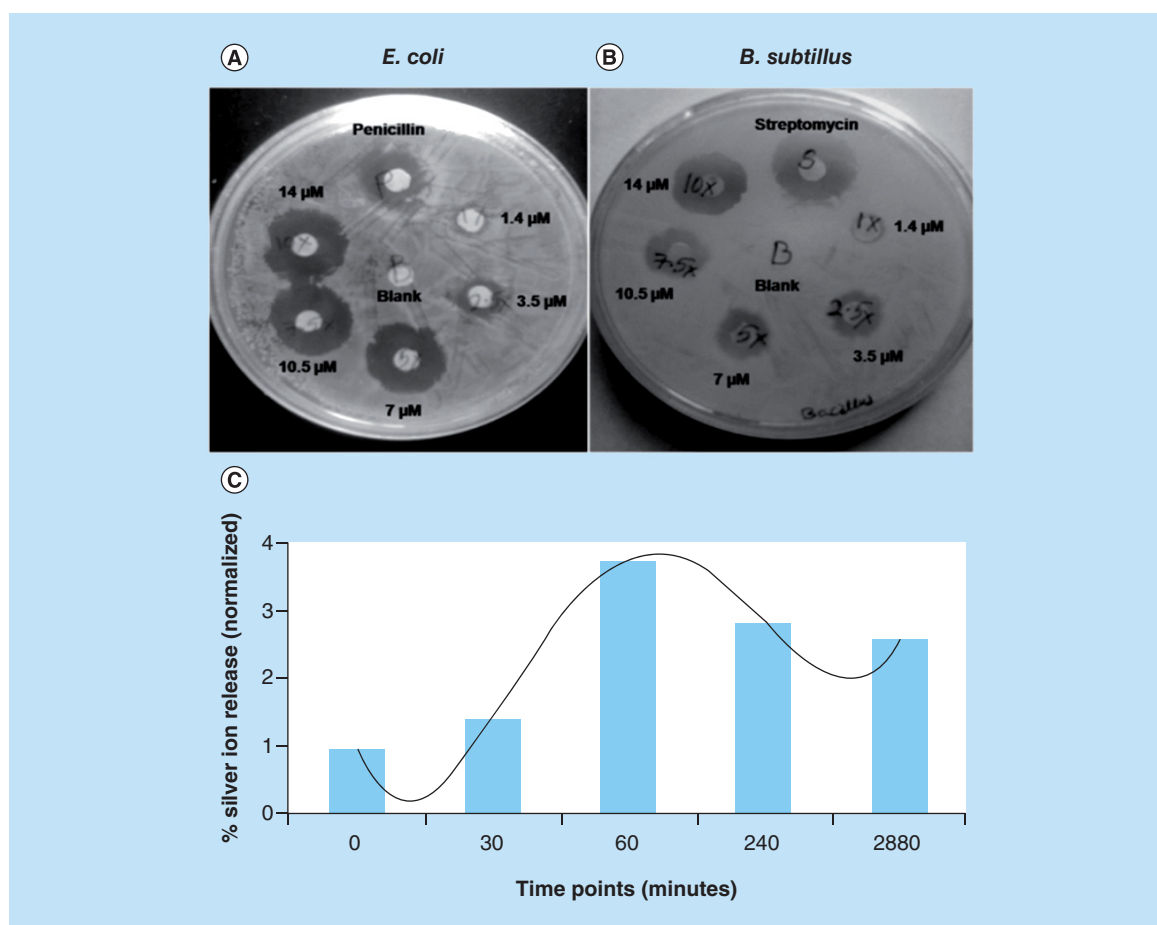 A E. coli B B. subtillus
Penicillin
14 µM
1.4 µM
Blank
3.5 µM
10.5 µM
7 µM
Streptomycin
S
14 µM 10X
1X 1.4 µM
B
7.5X
Blank
10.5 µM
2.5X
5X
3.5 µM
7 µM
Bacillus
C
% silver ion release (normalized)
4
3
2
1
0
0 30 60 240 2880
Time points (minutes)